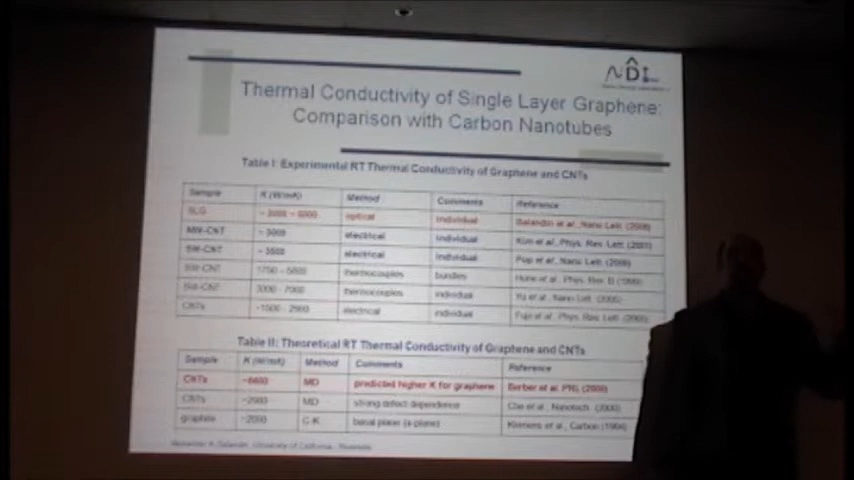 NDL
Thermal Conductivity of Single Layer Graphene:
Comparison with Carbon Nanotubes
Table I: Experimental RT Thermal Conductivity of Graphene and CNTs
Sample K (W/mK) Method Comments Reference
SLG optical individual Balandin et al., Nano Lett. (2008)
MW-CNT ~ 3000 electrical individual Kim et al., Phys. Rev. Lett. (2001)
SW-CNT ~ 3500 electrical individual Pop et al., Nano Lett. (2006)
SW-CNT 1750 – 5800 thermocouples bundles Hone et al., Phys. Rev. B (1999)
SW-CNT 3000 - 7000 thermocouples individual Yu et al., Nano Lett. (2005)
CNTs ~1500 - 2900 electrical individual Fujii et al., Phys. Rev. Lett. (2005)
Table II: Theoretical RT Thermal Conductivity of Graphene and CNTs
Sample K (W/mK) Method Comments Reference
CNTs ~6600 MD predicted higher K for graphene Berber et al. PRL (2000)
CNTs MD strong defect dependence Che et al., Nanotech. (2000)
graphite ~2000 C-K basal plane (a plane) Klemens et al., Carbon (1994)
Alexander A. Balandin, University of California - Riverside